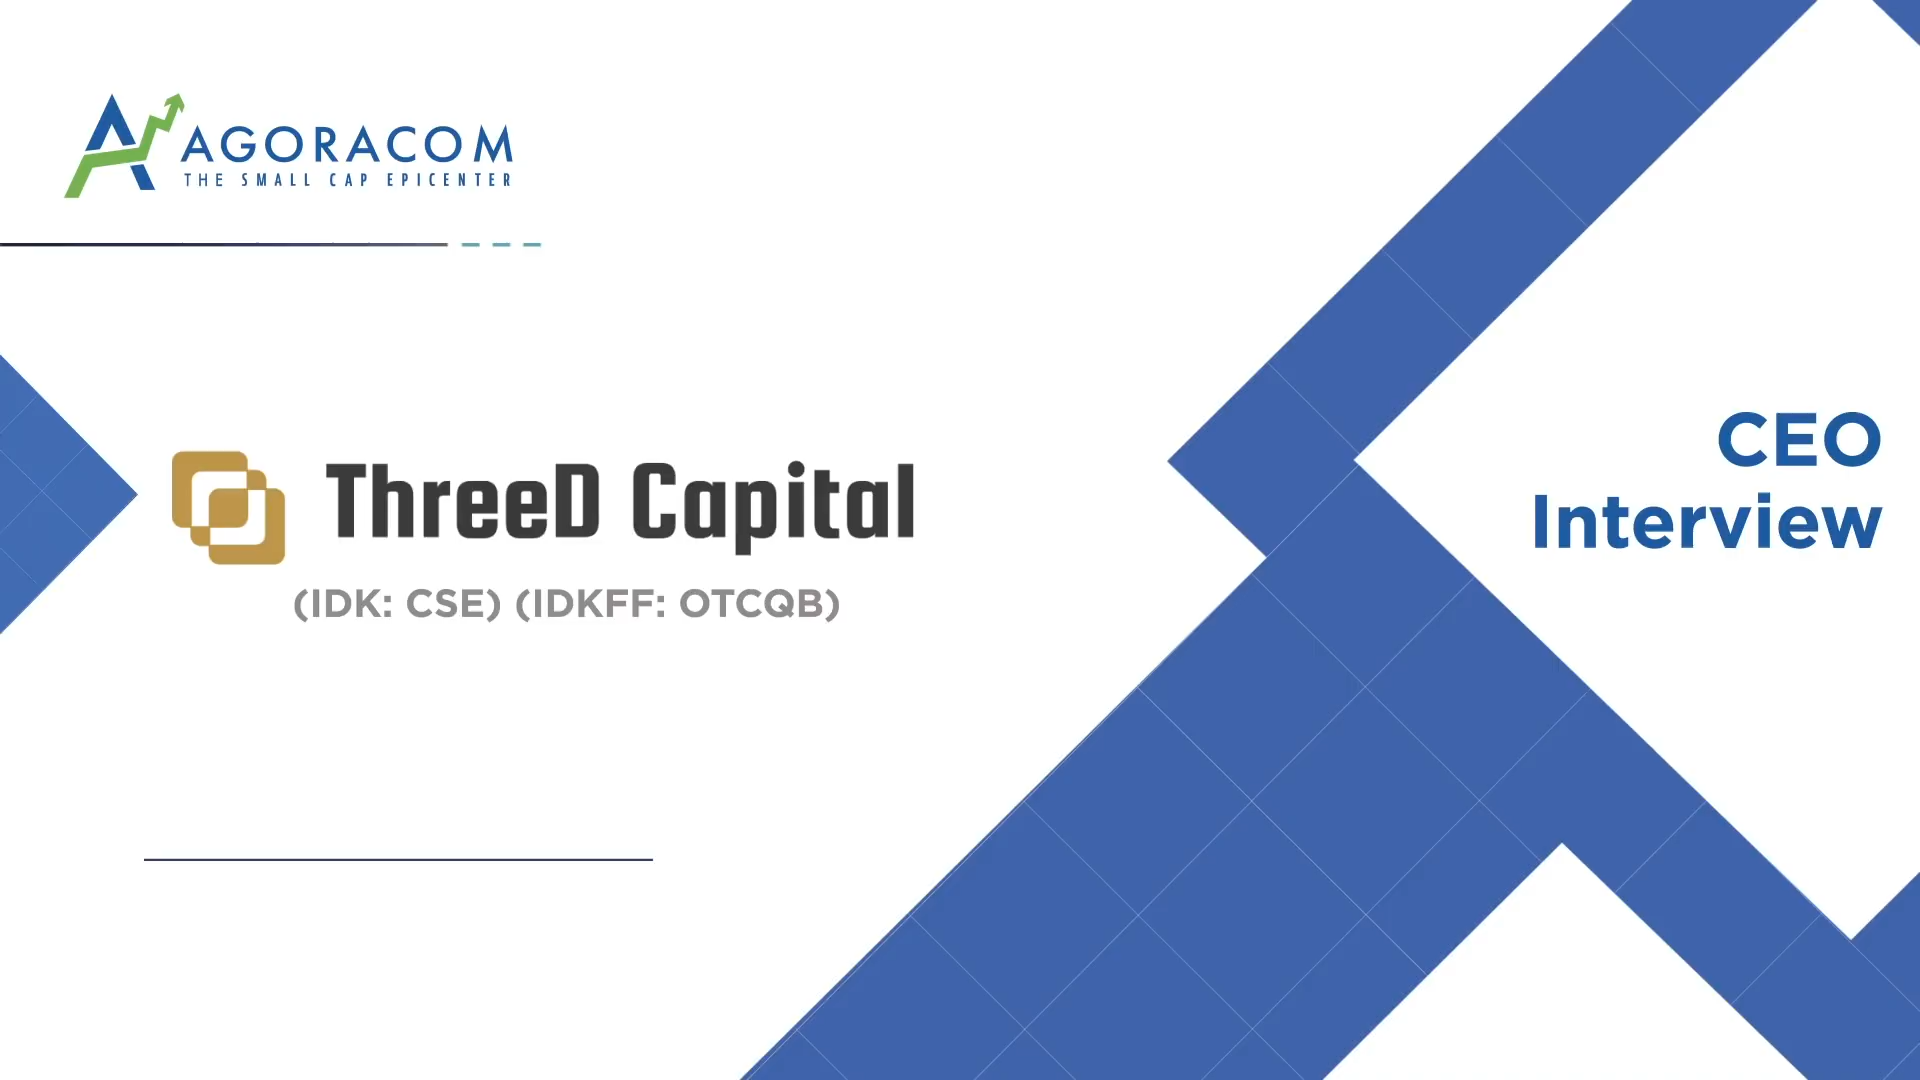 AGORACOM
THE SMALL CAP EPICENTER
ThreeD Capital
(IDK: CSE) (IDKFF: OTCQB)
CEO
Interview